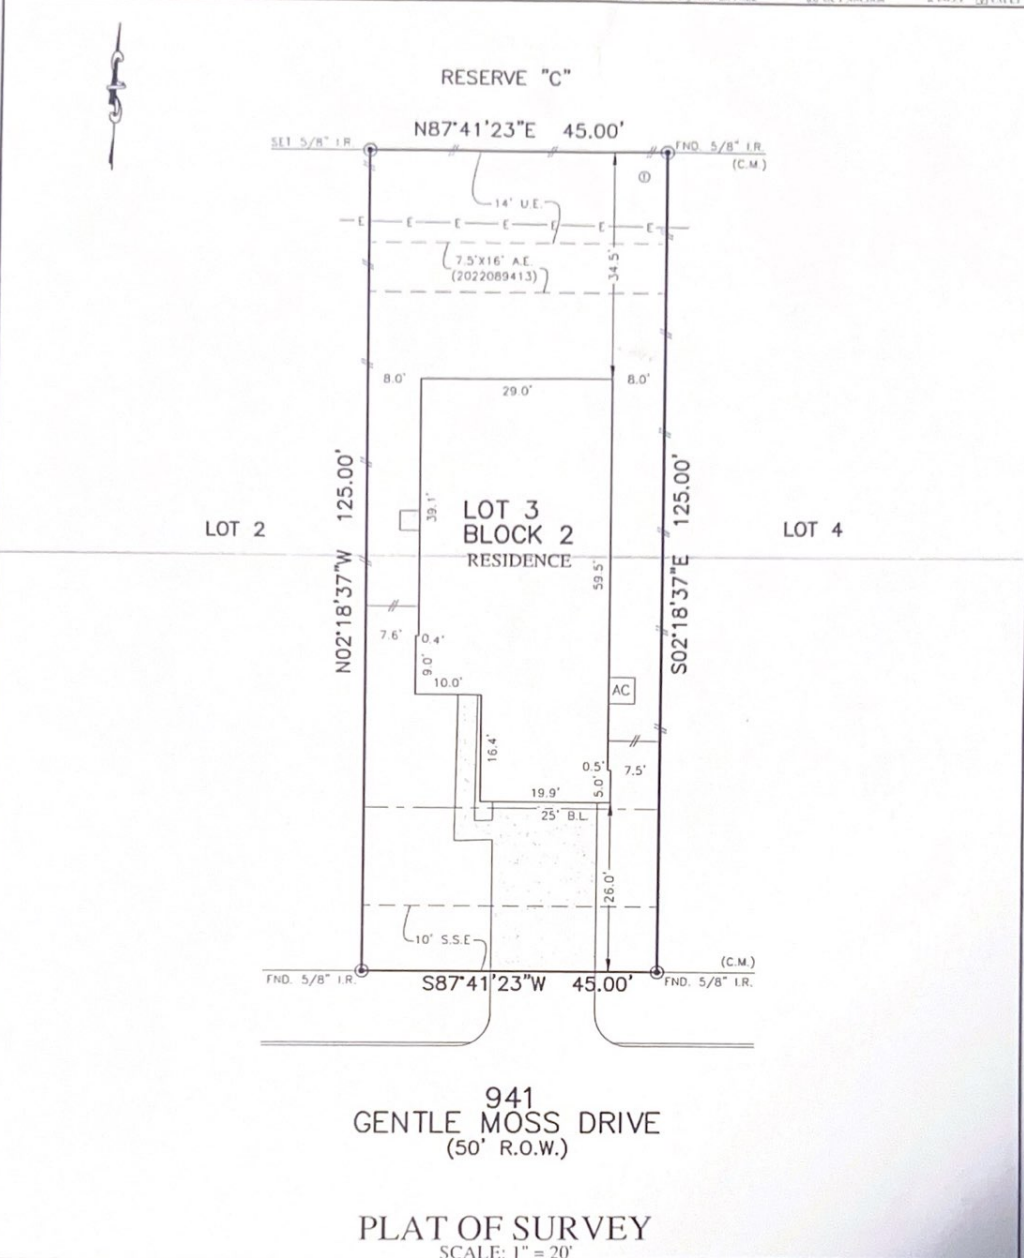 RESERVE "C"
N87°41'23"E 45.00'
SET 5/8" I.R.
FND. 5/8" I.R.
(C.M.)
①
14' U.E.
E E E E E E E
34.5'
7.5'X16' A.E.
(2022089413)
8.0'
29.0'
8.0'
N02°18'37"W 125.00'
39.1'
LOT 3
BLOCK 2
RESIDENCE
LOT 2
LOT 4
S02°18'37"E 125.00'
59.5'
7.6'
0.4'
9.0'
10.0'
AC
16.4'
0.5'
7.5'
5.0'
19.9'
25' B.L.
26.0'
10' S.S.E
(C.M.)
FND. 5/8" I.R.
S87°41'23"W 45.00'
FND. 5/8" I.R.
941
GENTLE MOSS DRIVE
(50' R.O.W.)
PLAT OF SURVEY
SCALE: 1" = 20'